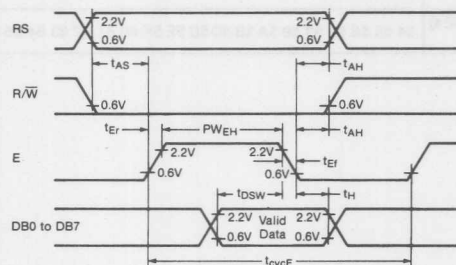 RS
2.2V
0.6V
2.2V
0.6V
tAS
tAH
R/W̅
0.6V
0.6V
tAH
tEr
PWEH
2.2V
2.2V
tEf
E
0.6V
0.6V
0.6V
tDSW
tH
DB0 to DB7
2.2V
0.6V
Valid
Data
2.2V
0.6V
tcycE